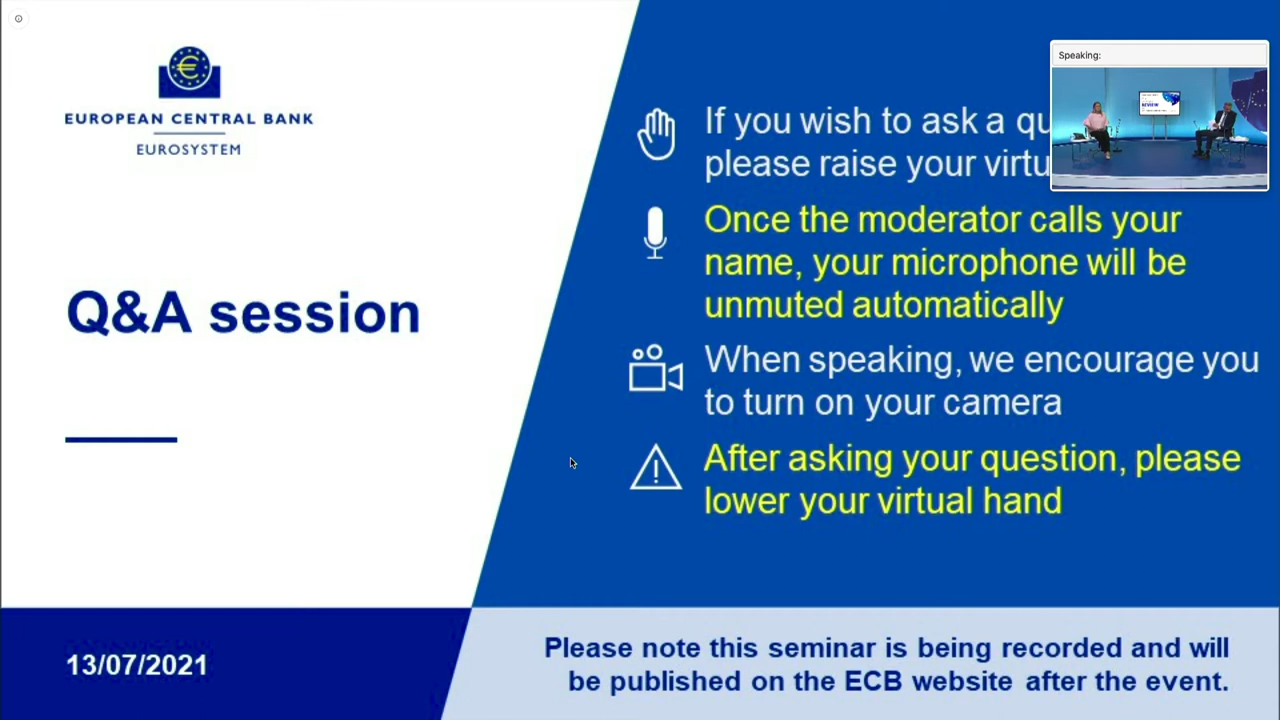 EUROPEAN CENTRAL BANK
EUROSYSTEM
Q&A session
13/07/2021
Speaking:
REVIEW
If you wish to ask a qu
please raise your virtu
Once the moderator calls your
name, your microphone will be
unmuted automatically
When speaking, we encourage you
to turn on your camera
After asking your question, please
lower your virtual hand
Please note this seminar is being recorded and will
be published on the ECB website after the event.